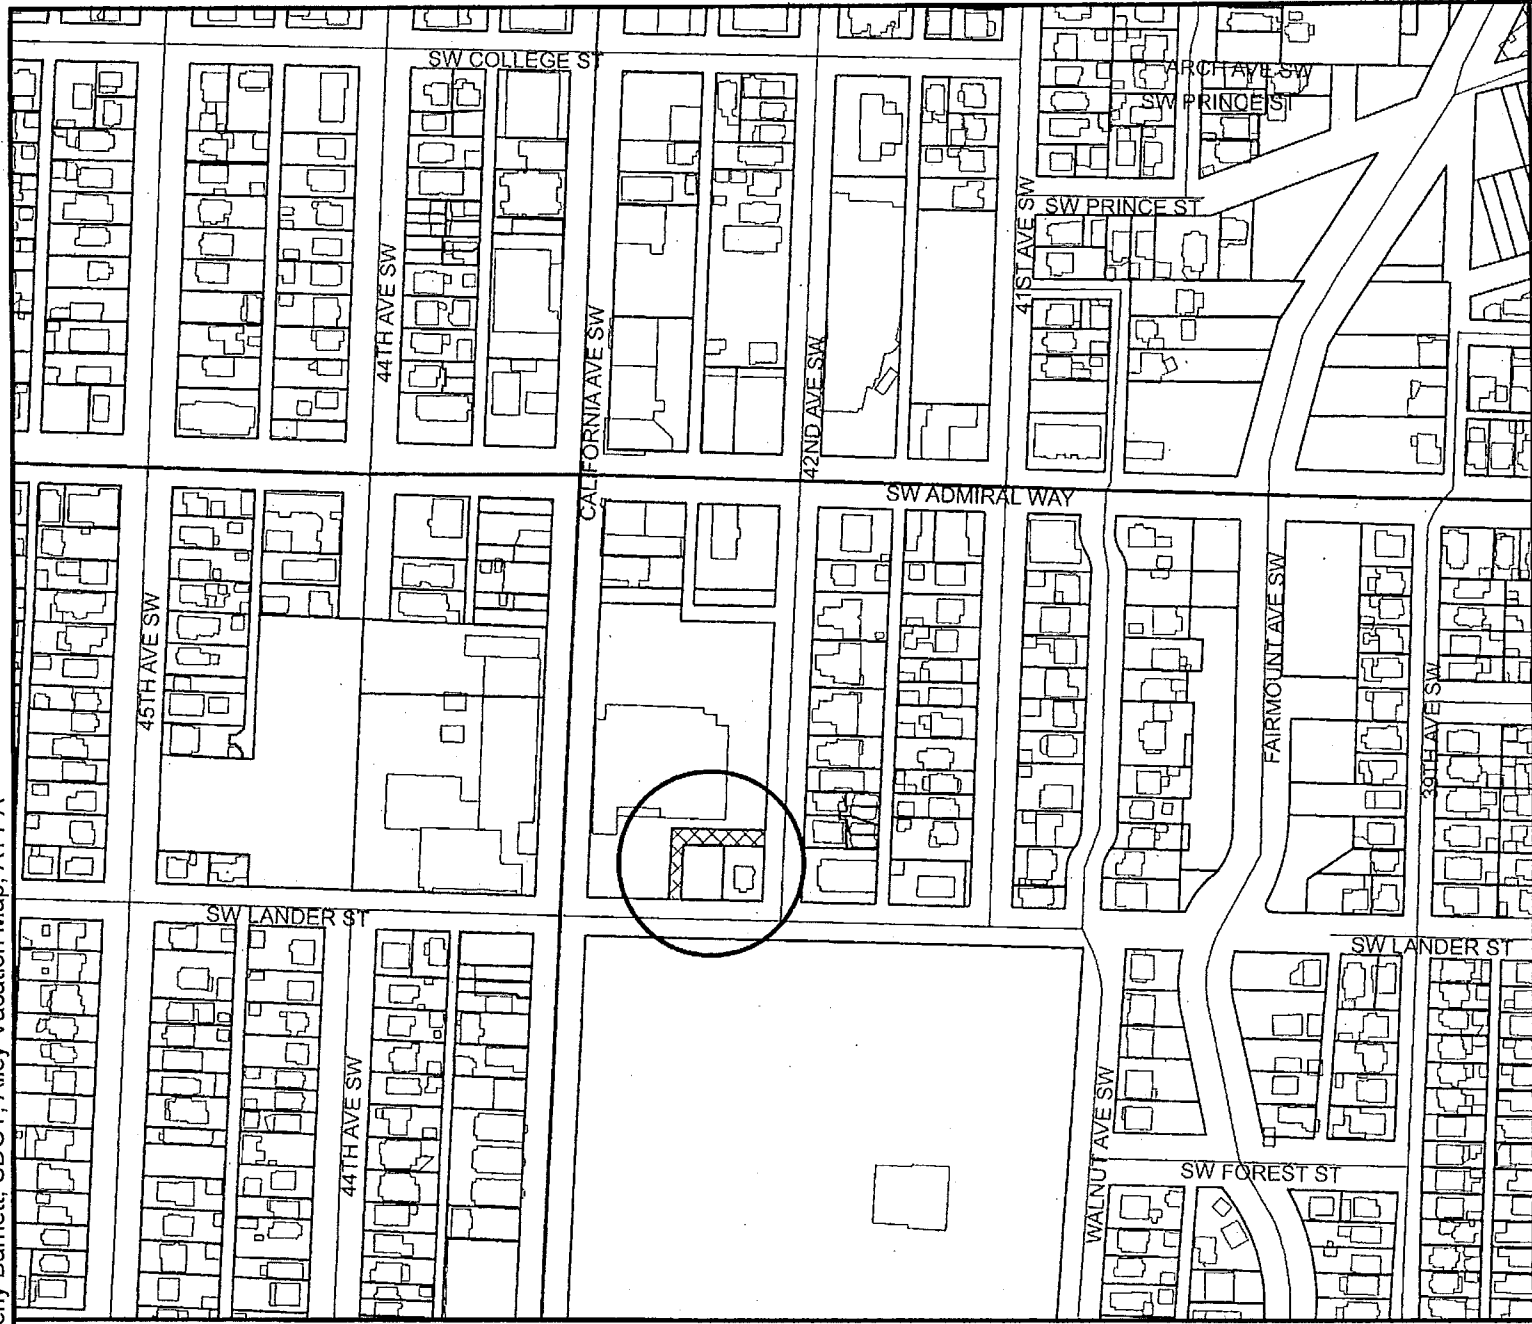 SW COLLEGE ST
ARCH AVE SW
SW PRINCE ST
SW PRINCE ST
41ST AVE SW
44TH AVE SW
CALIFORNIA AVE SW
42ND AVE SW
SW ADMIRAL WAY
45TH AVE SW
FAIRMOUNT AVE SW
39TH AVE SW
SW LANDER ST
SW LANDER ST
44TH AVE SW
WALNUT AVE SW
SW FOREST ST